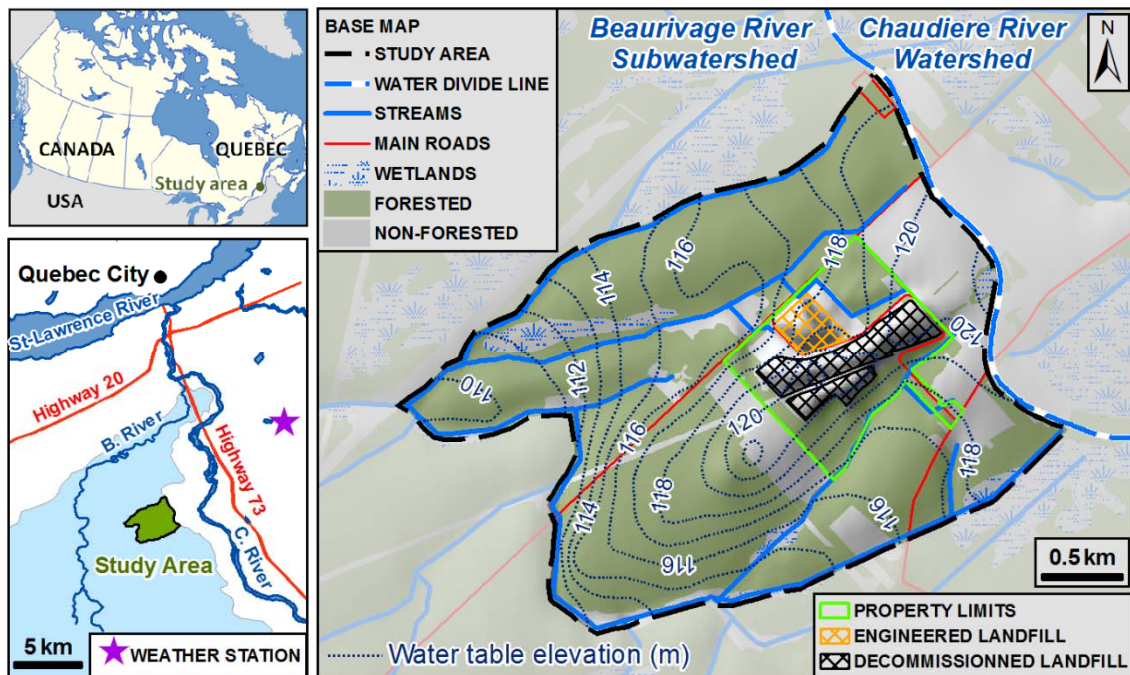 CANADA
QUEBEC
Study area
USA
Quebec City
St-Lawrence River
Highway 20
B. River
Highway 73
C. River
Study Area
5 km
WEATHER STATION
BASE MAP
STUDY AREA
WATER DIVIDE LINE
STREAMS
MAIN ROADS
WETLANDS
FORESTED
NON-FORESTED
Beaurivage River
Subwatershed
Chaudiere River
Watershed
N
116
118
120
114
120
112
110
116
120
118
118
114
116
116
0.5 km
PROPERTY LIMITS
ENGINEERED LANDFILL
DECOMMISSIONNED LANDFILL
Water table elevation (m)